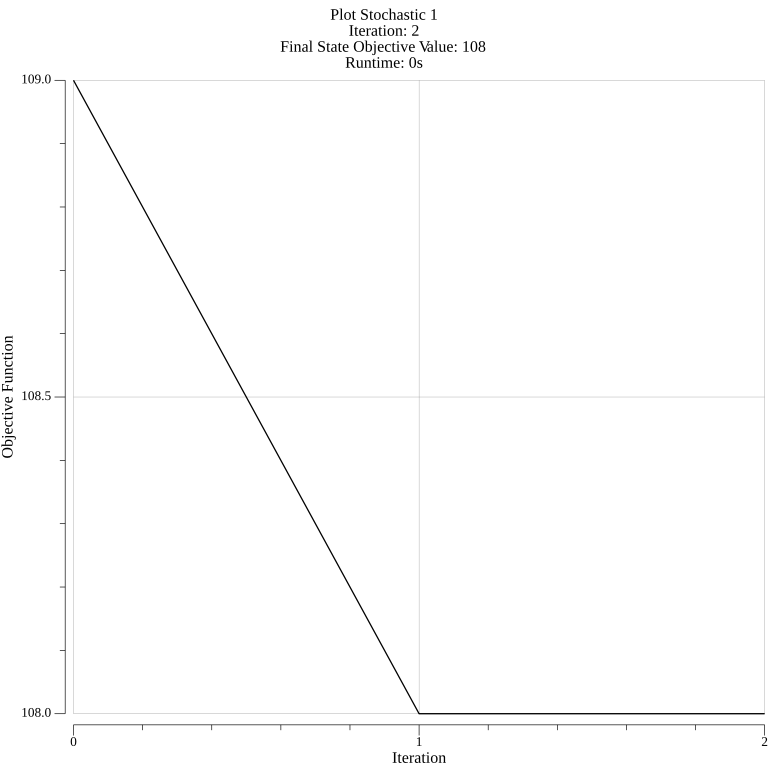 Plot Stochastic 1
Iteration: 2
Final State Objective Value: 108
Runtime: 0s
109.0
108.5
108.0
Objective Function
0
1
2
Iteration